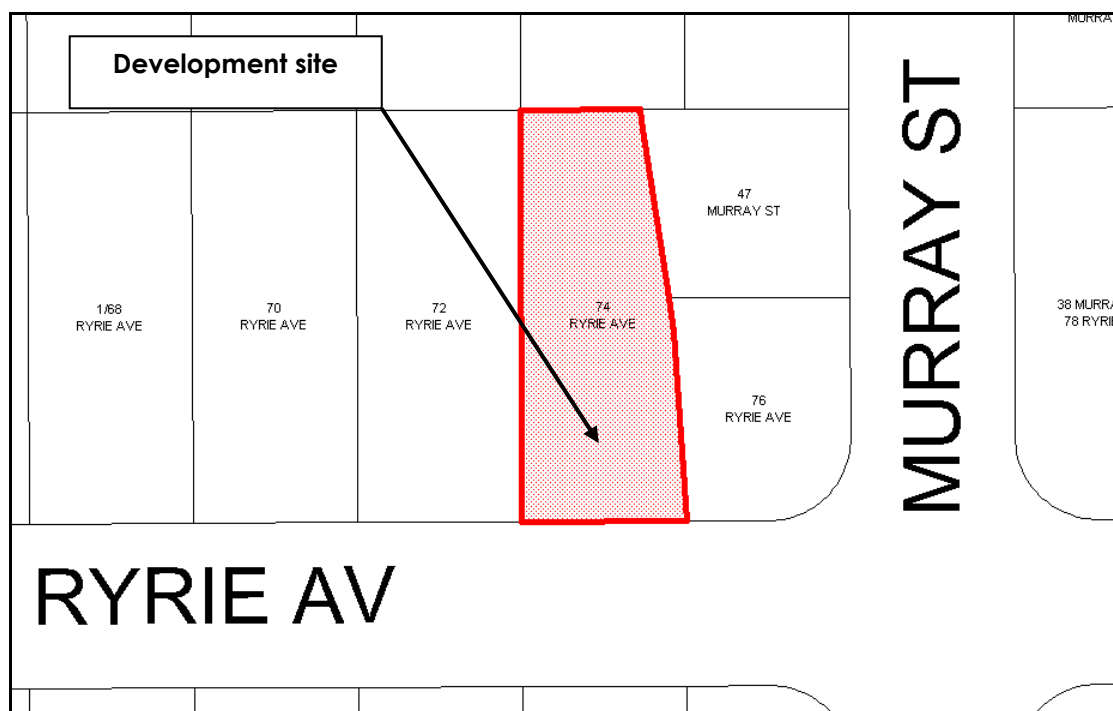 MURRA
Development site
47
MURRAY ST
MURRAY ST
1/68
RYRIE AVE
70
RYRIE AVE
72
RYRIE AVE
74
RYRIE AVE
38 MURRA
78 RYRIE
76
RYRIE AVE
RYRIE AV